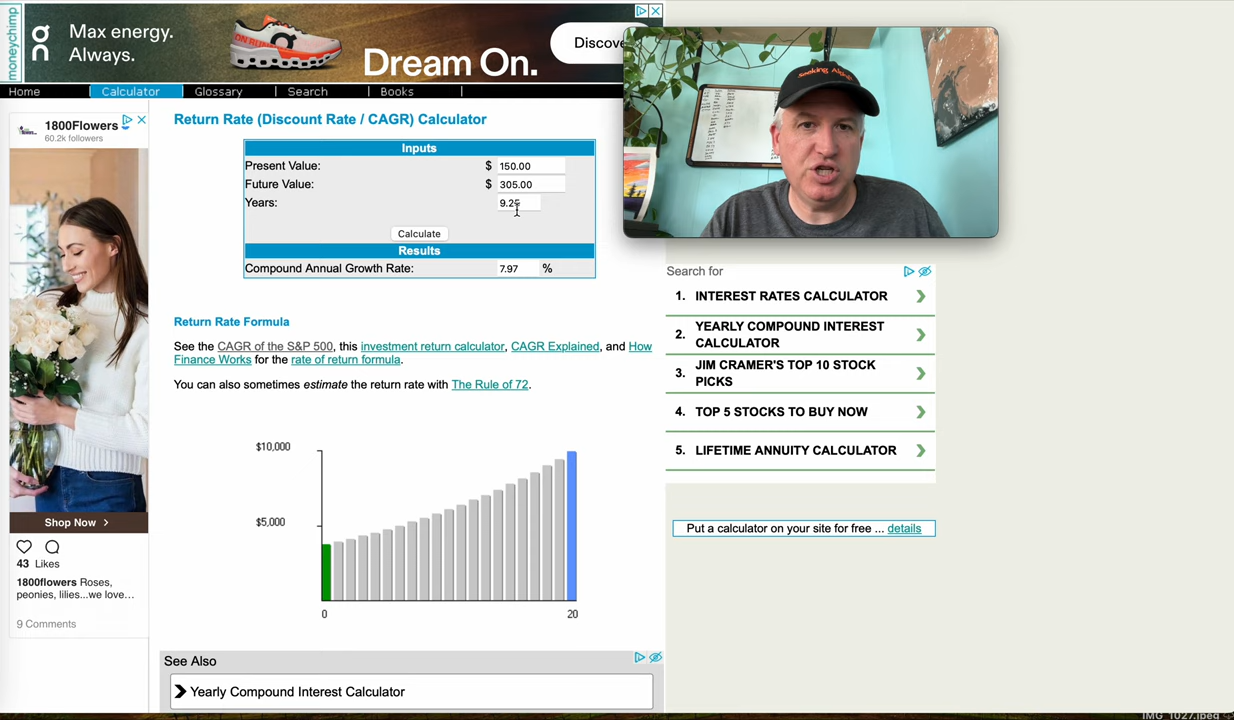 moneychimp
on
Max energy.
Always.
Dream On.
Home
Calculator
Glossary
Search
Books
1800Flowers
60.2k followers
Shop Now
43 Likes
1800flowers Roses,
peonies, lilies...we love...
9 Comments
Return Rate (Discount Rate / CAGR) Calculator
Inputs
Present Value: $ 150.00
Future Value: $ 305.00
Years: 9.25
Calculate
Results
Compound Annual Growth Rate: 7.97 %
Return Rate Formula
See the CAGR of the S&P 500, this investment return calculator, CAGR Explained, and How
Finance Works for the rate of return formula.
You can also sometimes estimate the return rate with The Rule of 72.
$10,000
$5,000
0
20
See Also
Yearly Compound Interest Calculator
Seeking Alpha
Search for
1. INTEREST RATES CALCULATOR
2. YEARLY COMPOUND INTEREST
CALCULATOR
3. JIM CRAMER'S TOP 10 STOCK
PICKS
4. TOP 5 STOCKS TO BUY NOW
5. LIFETIME ANNUITY CALCULATOR
Put a calculator on your site for free ... details
IMG_1027.jpeg